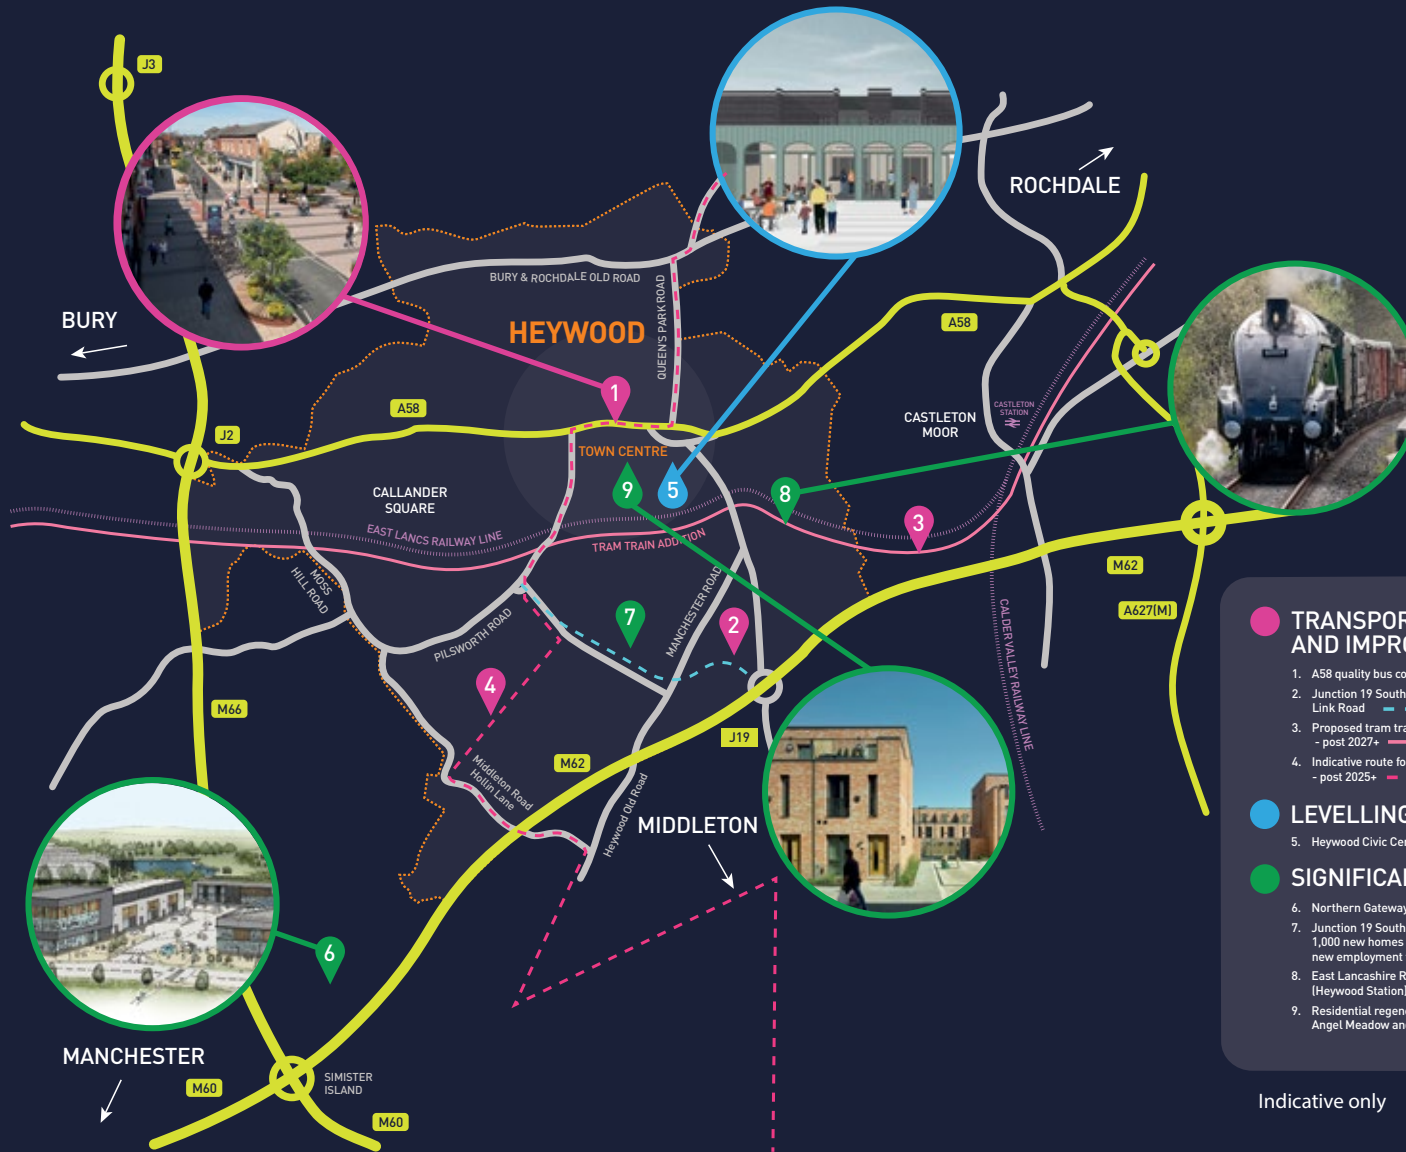 J3
ROCHDALE
BURY & ROCHDALE OLD ROAD
QUEEN'S PARK ROAD
BURY
HEYWOOD
A58
1
A58
CASTLETON
STATION
CASTLETON
MOOR
J2
TOWN CENTRE
9
5
8
CALLANDER
SQUARE
3
EAST LANCS RAILWAY LINE
TRAM TRAIN ADDITION
M62
MOSS
HILL ROAD
7
MANCHESTER ROAD
2
A627(M)
PILSWORTH ROAD
CALDER VALLEY RAILWAY LINE
4
M66
J19
M62
Middleton Road
Hollin Lane
Heywood Old Road
MIDDLETON
6
MANCHESTER
M60
SIMISTER
ISLAND
M60
TRANSPOR
AND IMPRO
1. A58 quality bus co
2. Junction 19 South
Link Road
3. Proposed tram tra
- post 2027+
4. Indicative route fo
- post 2025+
LEVELLING
5. Heywood Civic Cen
SIGNIFICA
6. Northern Gateway
7. Junction 19 South
1,000 new homes
new employment
8. East Lancashire R
(Heywood Station)
9. Residential regene
Angel Meadow an
Indicative only